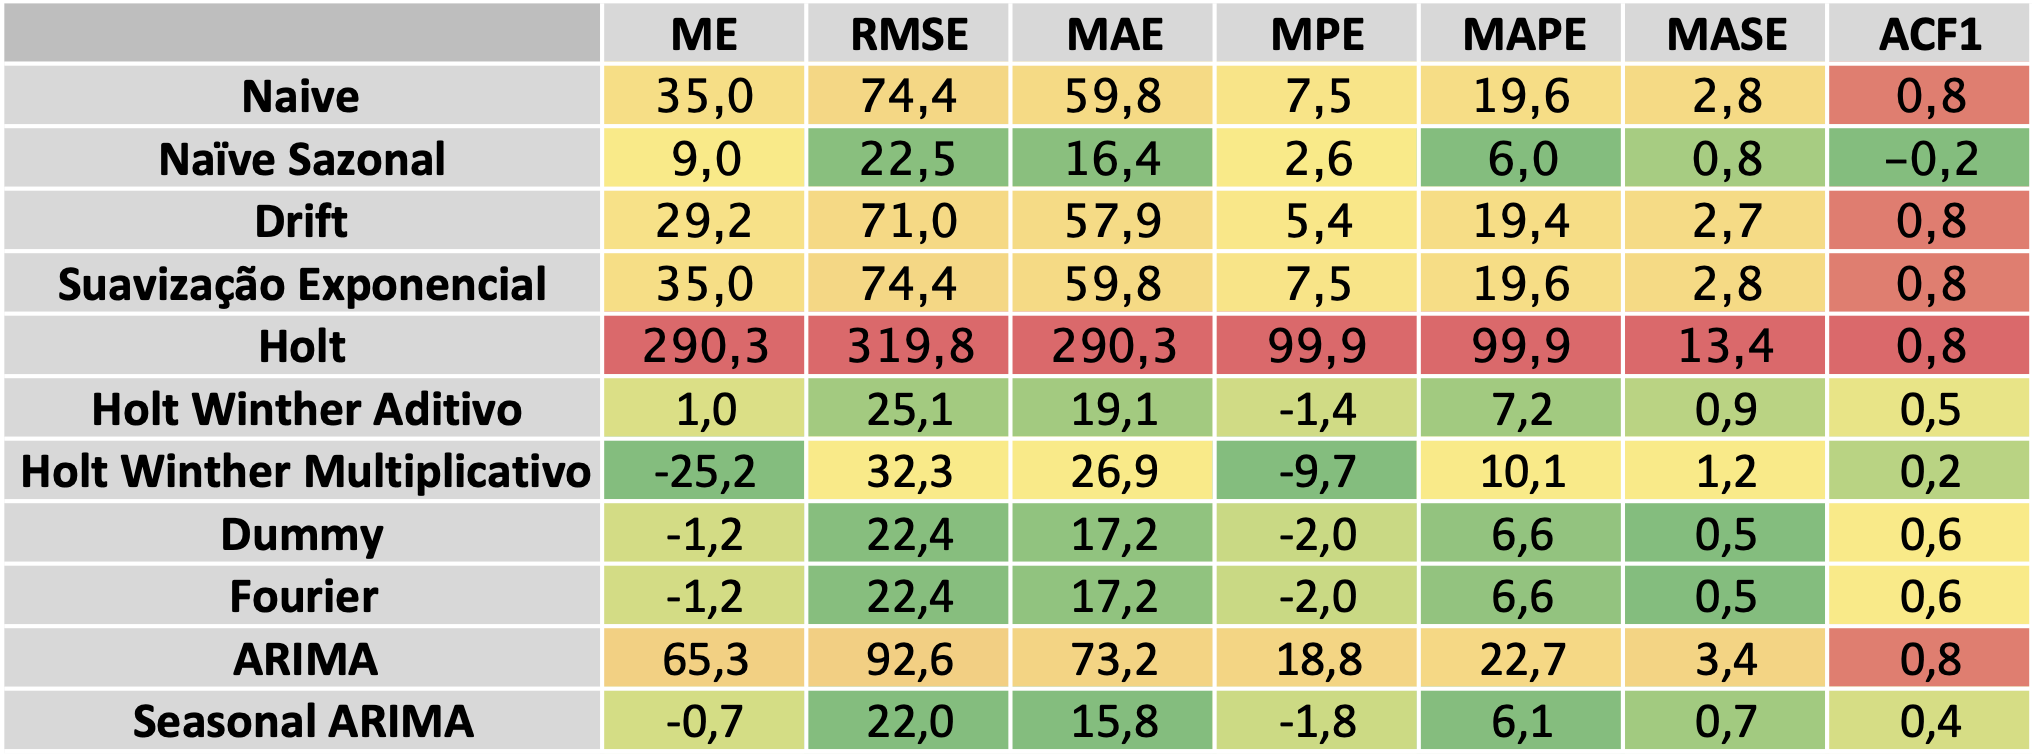 ME RMSE MAE MPE MAPE MASE ACF1
Naive 35,0 74,4 59,8 7,5 19,6 2,8 0,8
Naïve Sazonal 9,0 22,5 16,4 2,6 6,0 0,8 −0,2
Drift 29,2 71,0 57,9 5,4 19,4 2,7 0,8
Suavização Exponencial 35,0 74,4 59,8 7,5 19,6 2,8 0,8
Holt 290,3 319,8 290,3 99,9 99,9 13,4 0,8
Holt Winther Aditivo 1,0 25,1 19,1 -1,4 7,2 0,9 0,5
Holt Winther Multiplicativo -25,2 32,3 26,9 -9,7 10,1 1,2 0,2
Dummy -1,2 22,4 17,2 -2,0 6,6 0,5 0,6
Fourier -1,2 22,4 17,2 -2,0 6,6 0,5 0,6
ARIMA 65,3 92,6 73,2 18,8 22,7 3,4 0,8
Seasonal ARIMA -0,7 22,0 15,8 -1,8 6,1 0,7 0,4